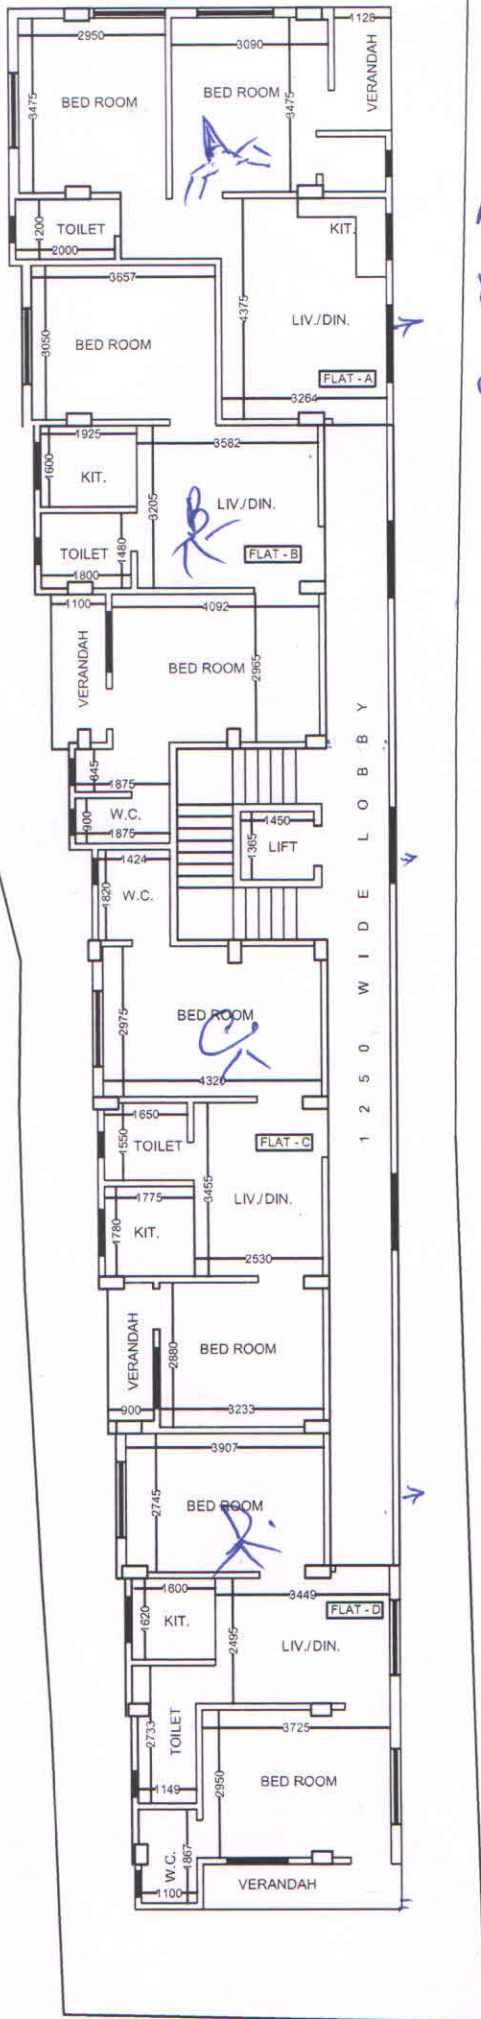 2950
3090
1128
BED ROOM
BED ROOM
VERANDAH
3475
3475
A
TOILET
1200
2000
KIT.
3657
4375
LIV./DIN.
BED ROOM
3050
FLAT - A
3264
1925
3582
1600
KIT.
3205
LIV./DIN.
B
TOILET
1480
FLAT - B
1800
1100
4092
VERANDAH
BED ROOM
2965
645
1875
W.C.
900
1875
1450
1365
LIFT
1424
1820
W.C.
1250 WIDE LOBBY
BED ROOM
2975
C
4320
1650
1550
TOILET
FLAT - C
3455
1775
LIV./DIN.
1780
KIT.
2530
VERANDAH
2880
BED ROOM
900
3233
3907
2745
BED ROOM
1600
3449
1620
KIT.
FLAT - D
2495
LIV./DIN.
2733
TOILET
3725
2950
BED ROOM
1149
W.C.
1867
1100
VERANDAH